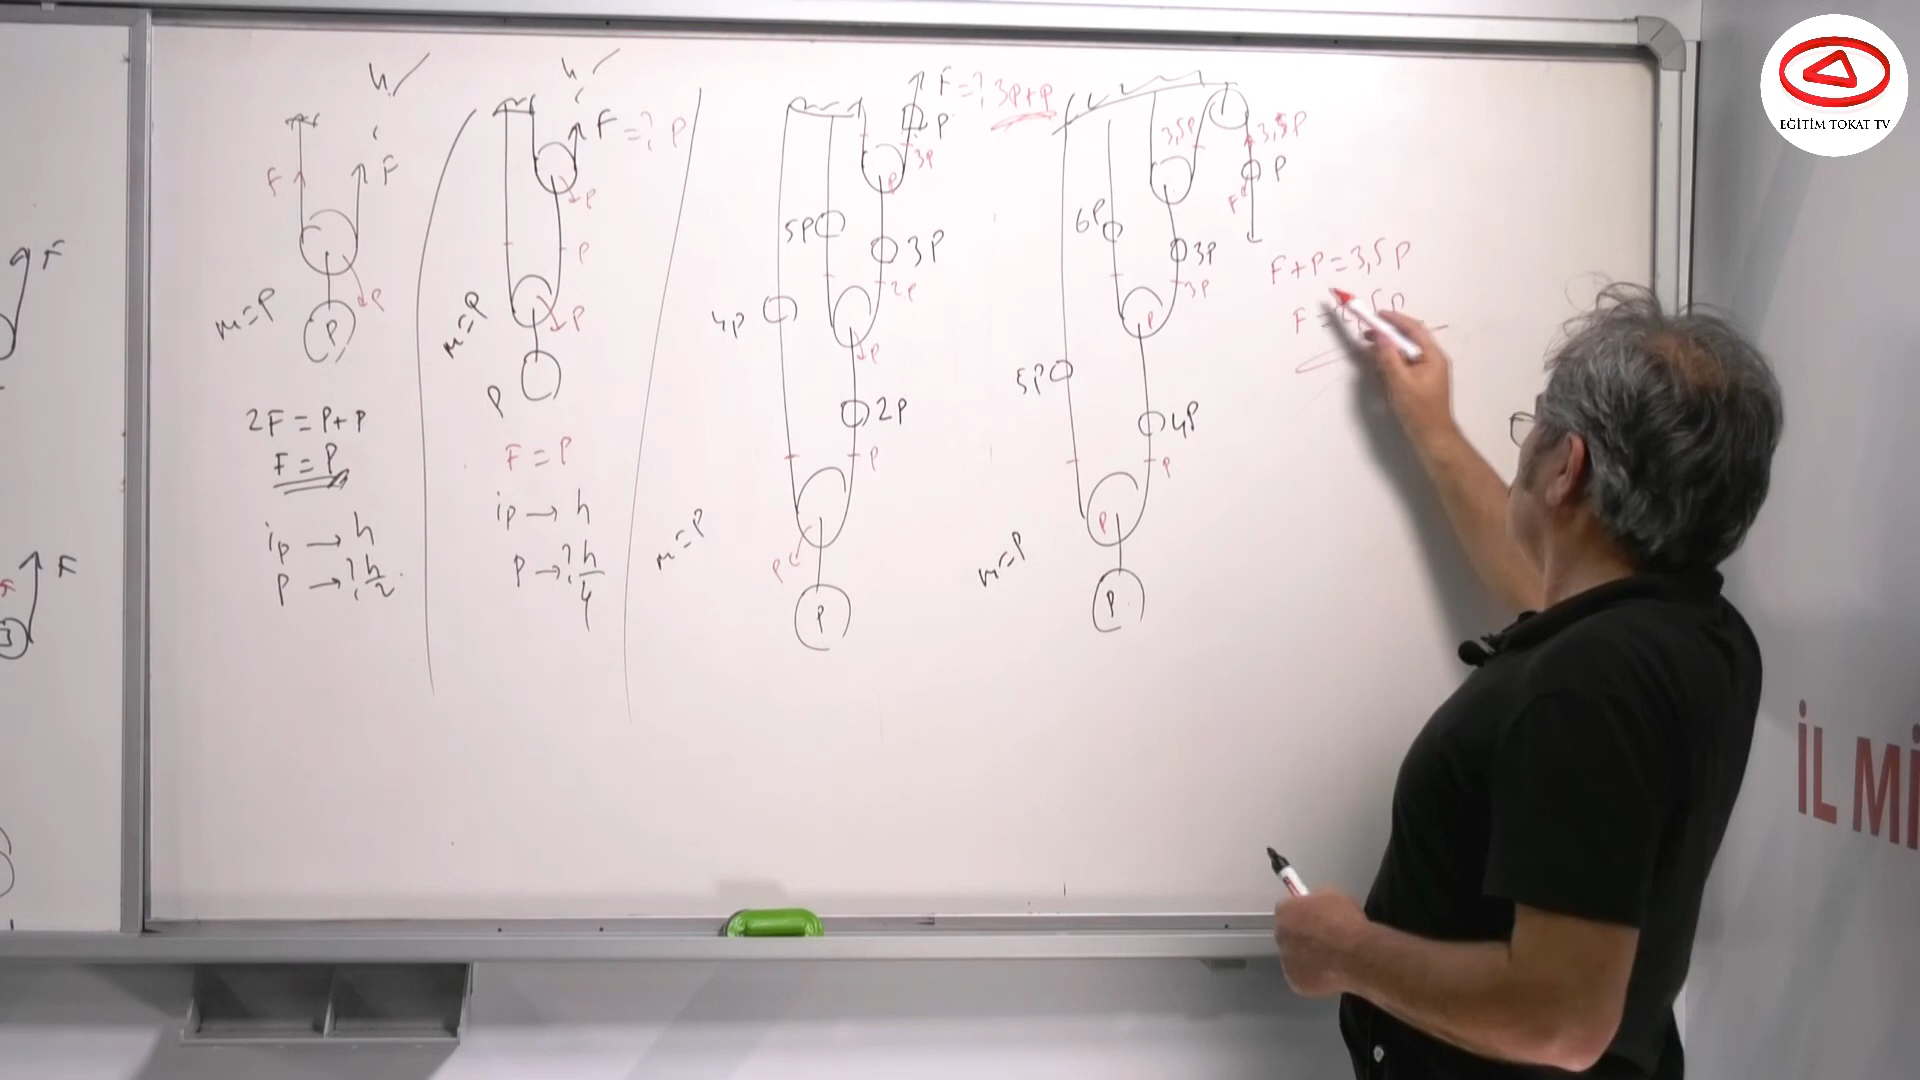 EĞİTİM TOKAT TV
İL Mİ
F
F
h
F
F
m=P
P
P
2F = P+P
F = P
ip → h
P → ? h/2
h
F = ? P
P
P
P
m=P
P
F = P
ip → h
P → ? h/4
F = ? 3P+P
P
3P
P
5P
3P
2P
4P
P
2P
P
P
m=P
P
3,5P
3,5P
P
F
6P
3P
3P
P
5P
4P
P
P
m=P
P
F+P=3,5P
F =